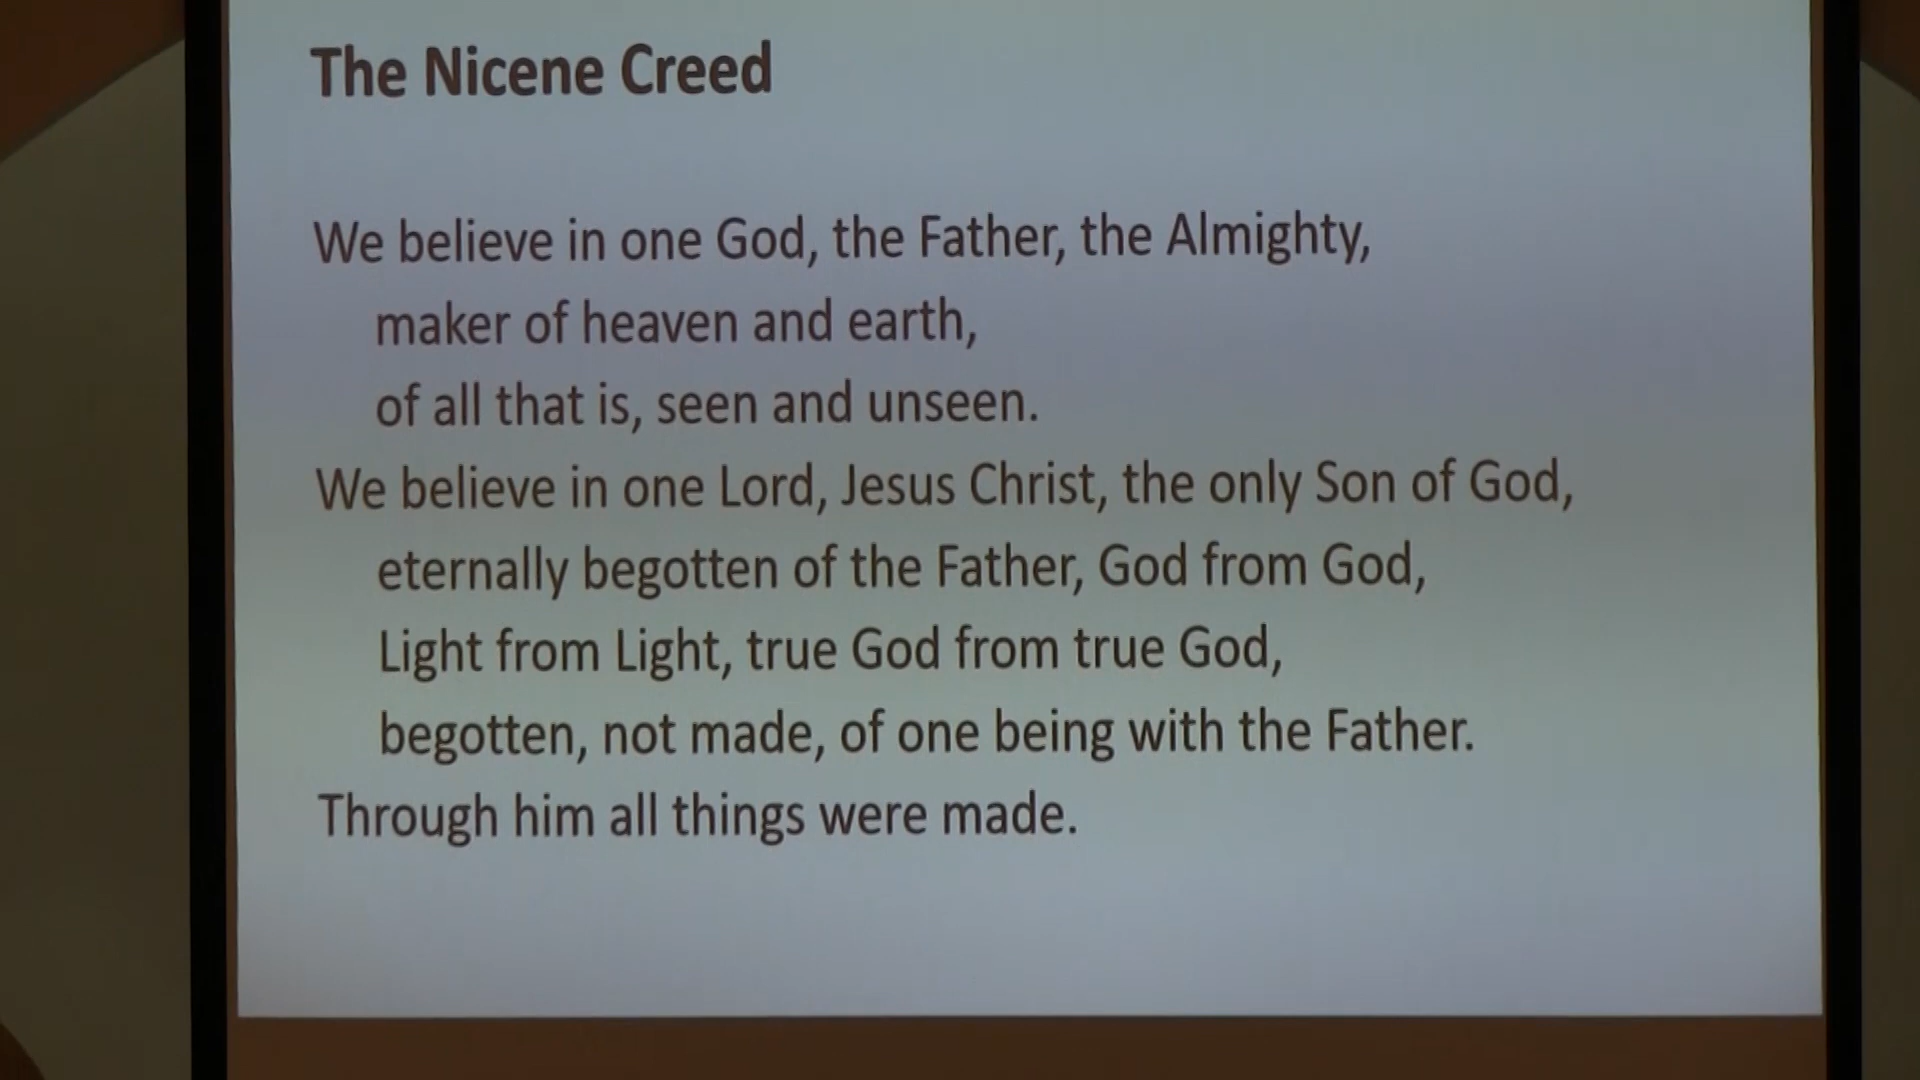 The Nicene Creed
We believe in one God, the Father, the Almighty,
maker of heaven and earth,
of all that is, seen and unseen.
We believe in one Lord, Jesus Christ, the only Son of God,
eternally begotten of the Father, God from God,
Light from Light, true God from true God,
begotten, not made, of one being with the Father.
Through him all things were made.